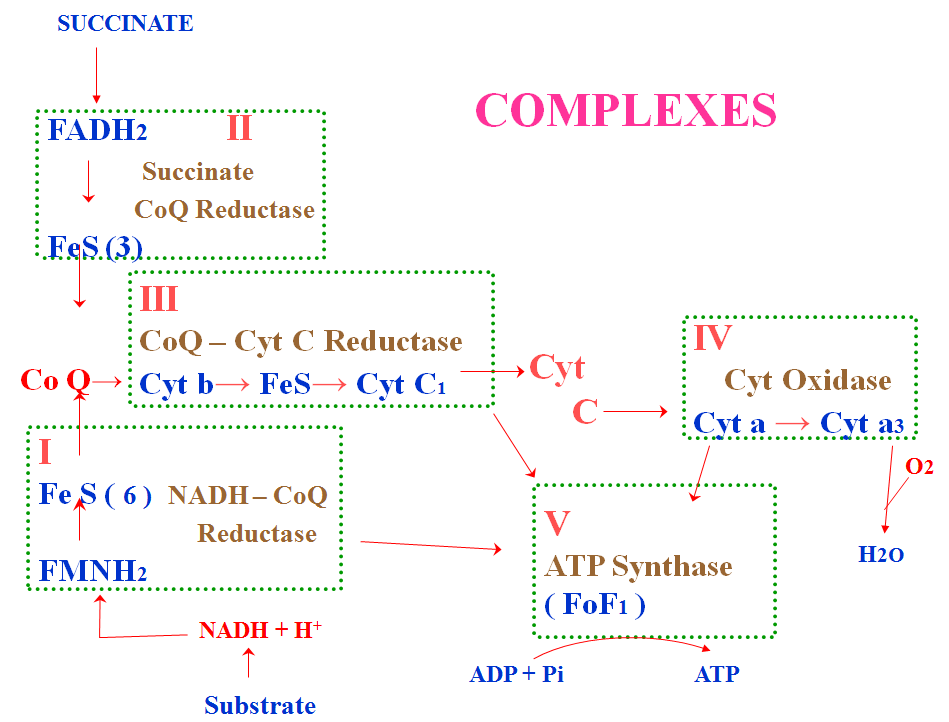 SUCCINATE
COMPLEXES
FADH2 II
Succinate
CoQ Reductase
FeS (3)
III
CoQ – Cyt C Reductase
Cyt b FeS Cyt C1
Co Q
Cyt
C
IV
Cyt Oxidase
Cyt a Cyt a3
I
Fe S ( 6 ) NADH – CoQ
Reductase
FMNH2
O2
H2O
V
ATP Synthase
( FoF1 )
NADH + H+
ADP + Pi ATP
Substrate